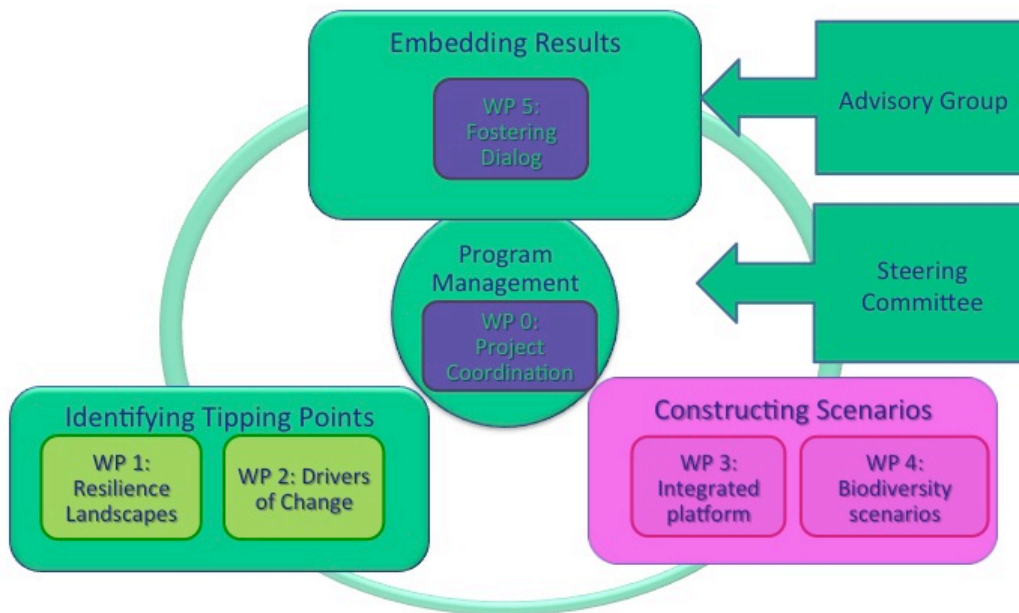 Embedding Results
WP 5:
Fostering
Dialog
Advisory Group
Program
Management
WP 0:
Project
Coordination
Steering
Committee
Identifying Tipping Points
WP 1:
Resilience
Landscapes
WP 2: Drivers
of Change
Constructing Scenarios
WP 3:
Integrated
platform
WP 4:
Biodiversity
scenarios